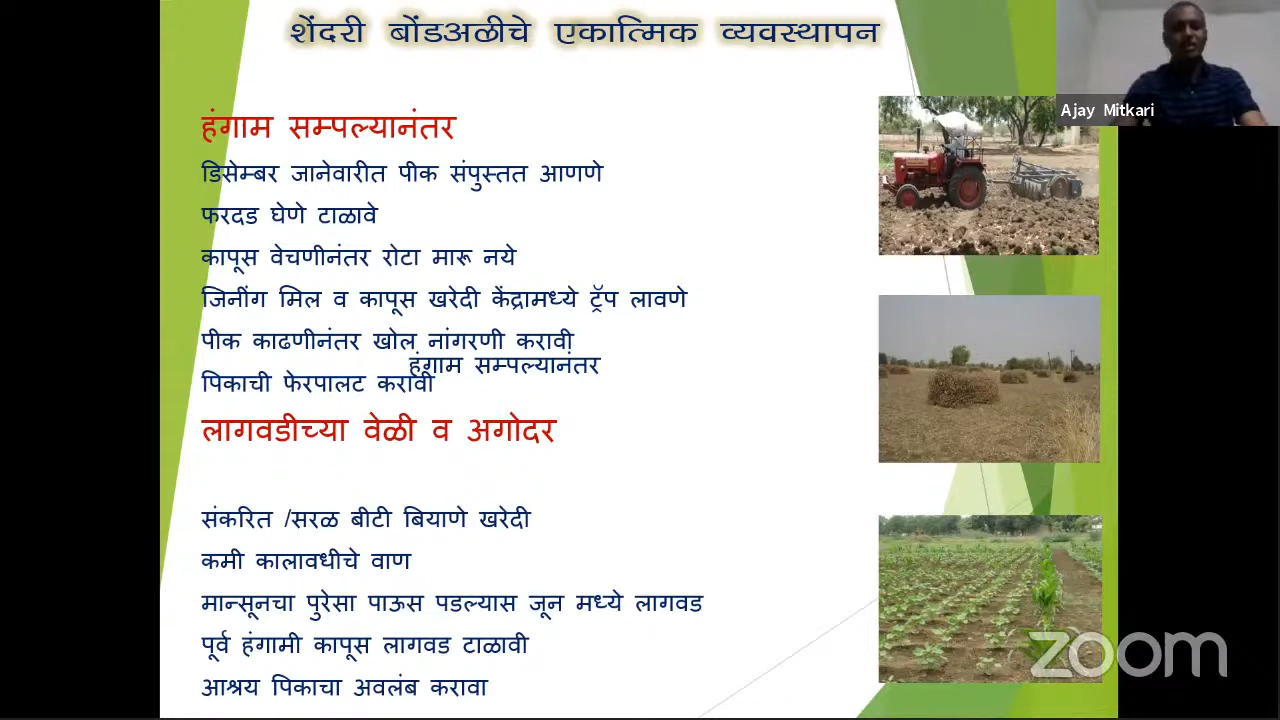 शेंदरी बोंडअळीचे एकात्मिक व्यवस्थापन
Ajay Mitkari
हंगाम सम्पल्यानंतर
डिसेम्बर जानेवारीत पीक संपुस्तत आणणे
फरदड घेणे टाळावे
कापूस वेचणीनंतर रोटा मारू नये
जिनींग मिल व कापूस खरेदी केंद्रामध्ये ट्रॅप लावणे
पीक काढणीनंतर खोल नांगरणी करावी
हंगाम सम्पल्यानंतर
पिकाची फेरपालट करावी
लागवडीच्या वेळी व अगोदर
संकरित /सरळ बीटी बियाणे खरेदी
कमी कालावधीचे वाण
मान्सूनचा पुरेसा पाऊस पडल्यास जून मध्ये लागवड
पूर्व हंगामी कापूस लागवड टाळावी
आश्रय पिकाचा अवलंब करावा
zoom